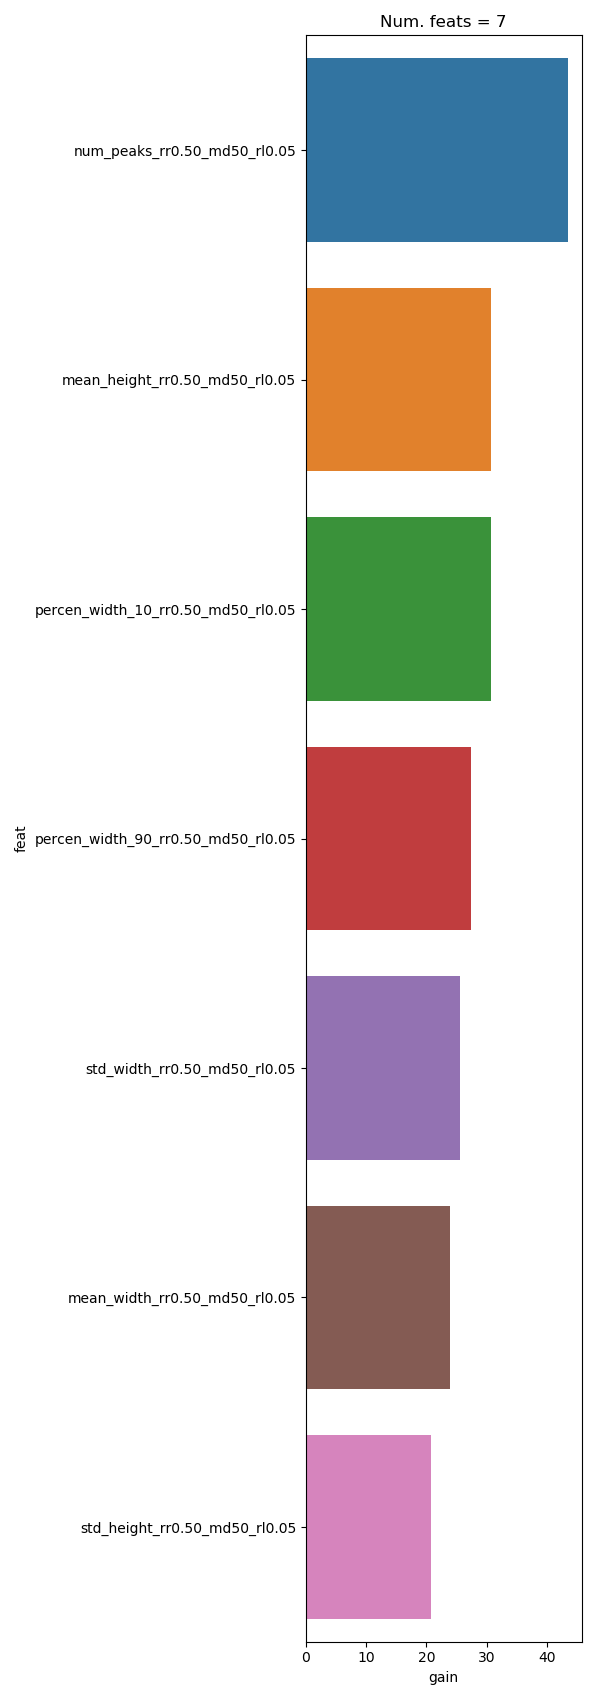 Num. feats = 7
num_peaks_rr0.50_md50_rl0.05
mean_height_rr0.50_md50_rl0.05
percen_width_10_rr0.50_md50_rl0.05
percen_width_90_rr0.50_md50_rl0.05
feat
std_width_rr0.50_md50_rl0.05
mean_width_rr0.50_md50_rl0.05
std_height_rr0.50_md50_rl0.05
0 10 20 30 40
gain